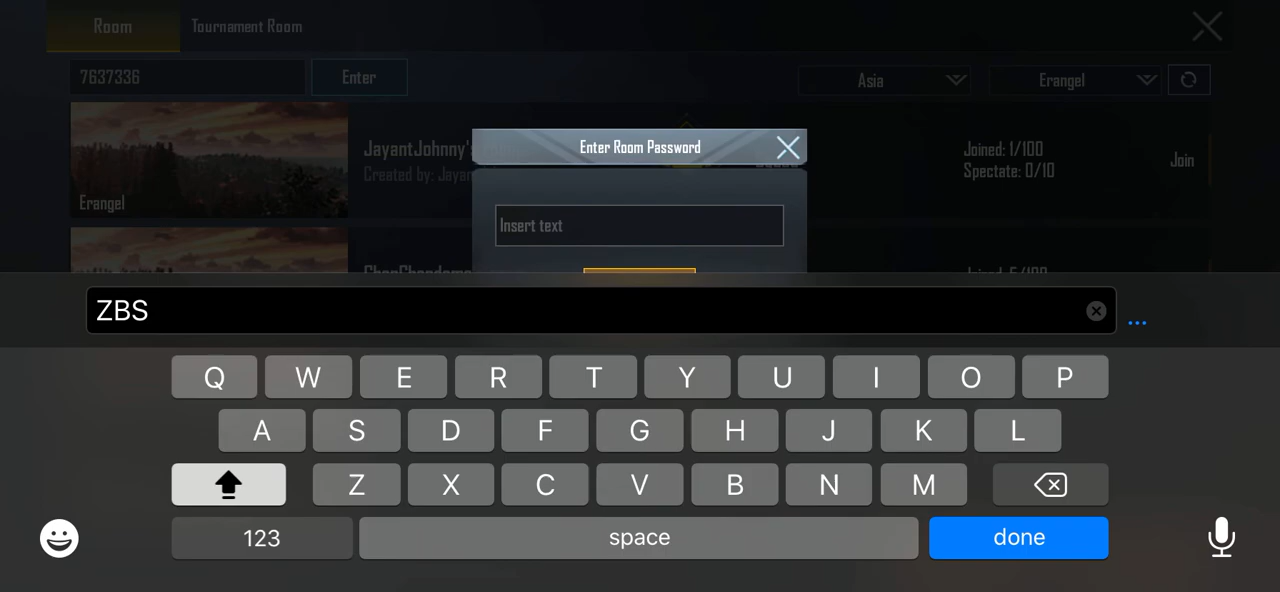 Room
Tournament Room
7637336
Enter
Asia
Erangel
Enter Room Password
JayantJohnny's
Created by: Jayan
Joined: 1/100
Spectate: 0/10
Join
Erangel
Insert text
ZBS
...
Q W E R T Y U I O P
A S D F G H J K L
Z X C V B N M
123
space
done